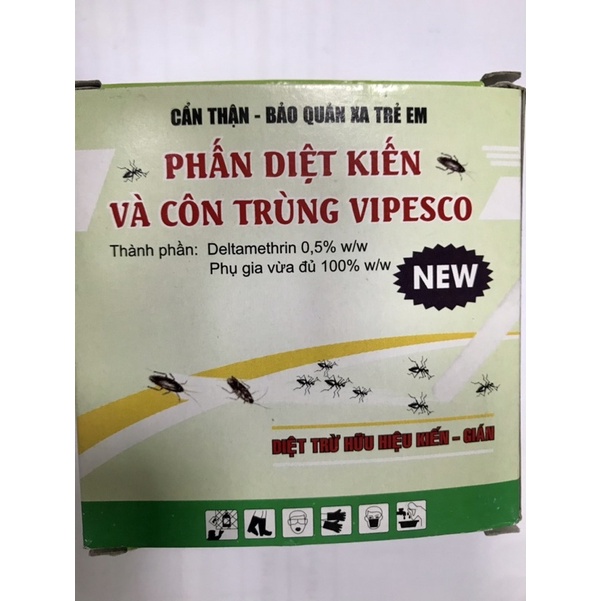 CẨN THẬN - BẢO QUẢN XA TRẺ EM
PHẤN DIỆT KIẾN
VÀ CÔN TRÙNG VIPESCO
Thành phần: Deltamethrin 0,5% w/w
Phụ gia vừa đủ 100% w/w
NEW
DIỆT TRỪ HỮU HIỆU KIẾN - GIÁN